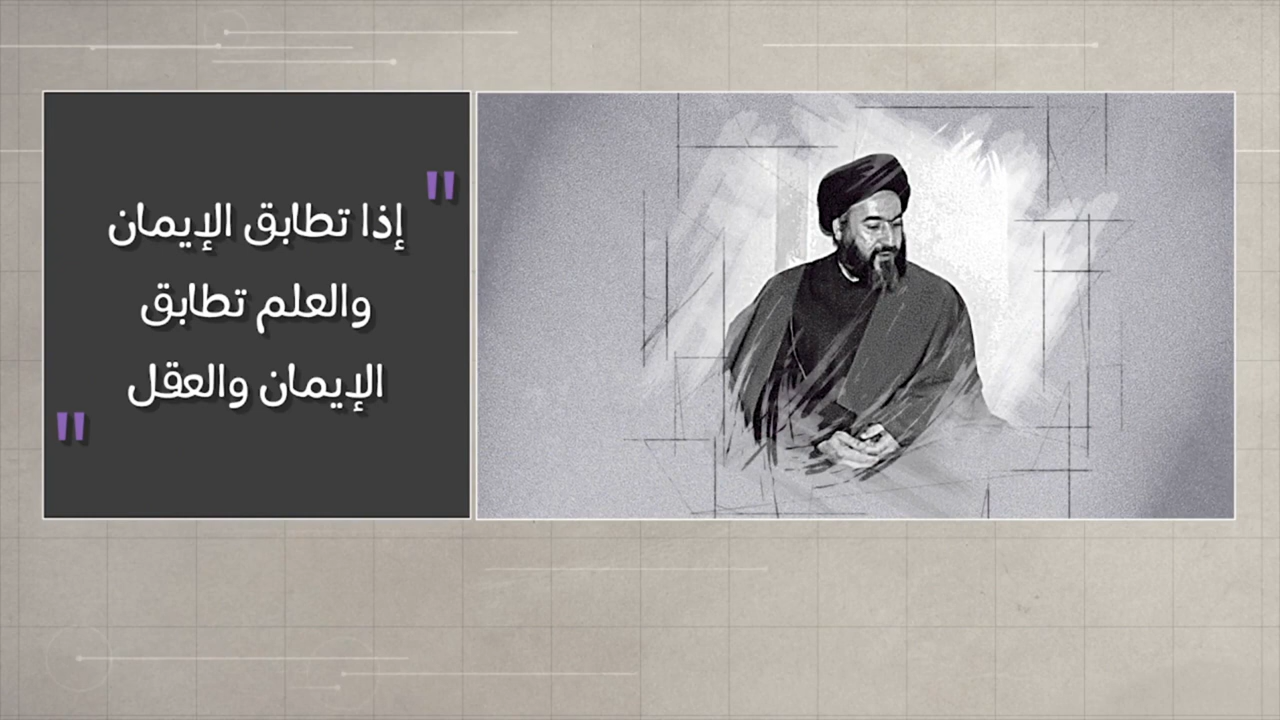 "إذا تطابق الإيمان
والعلم تطابق
الإيمان والعقل"